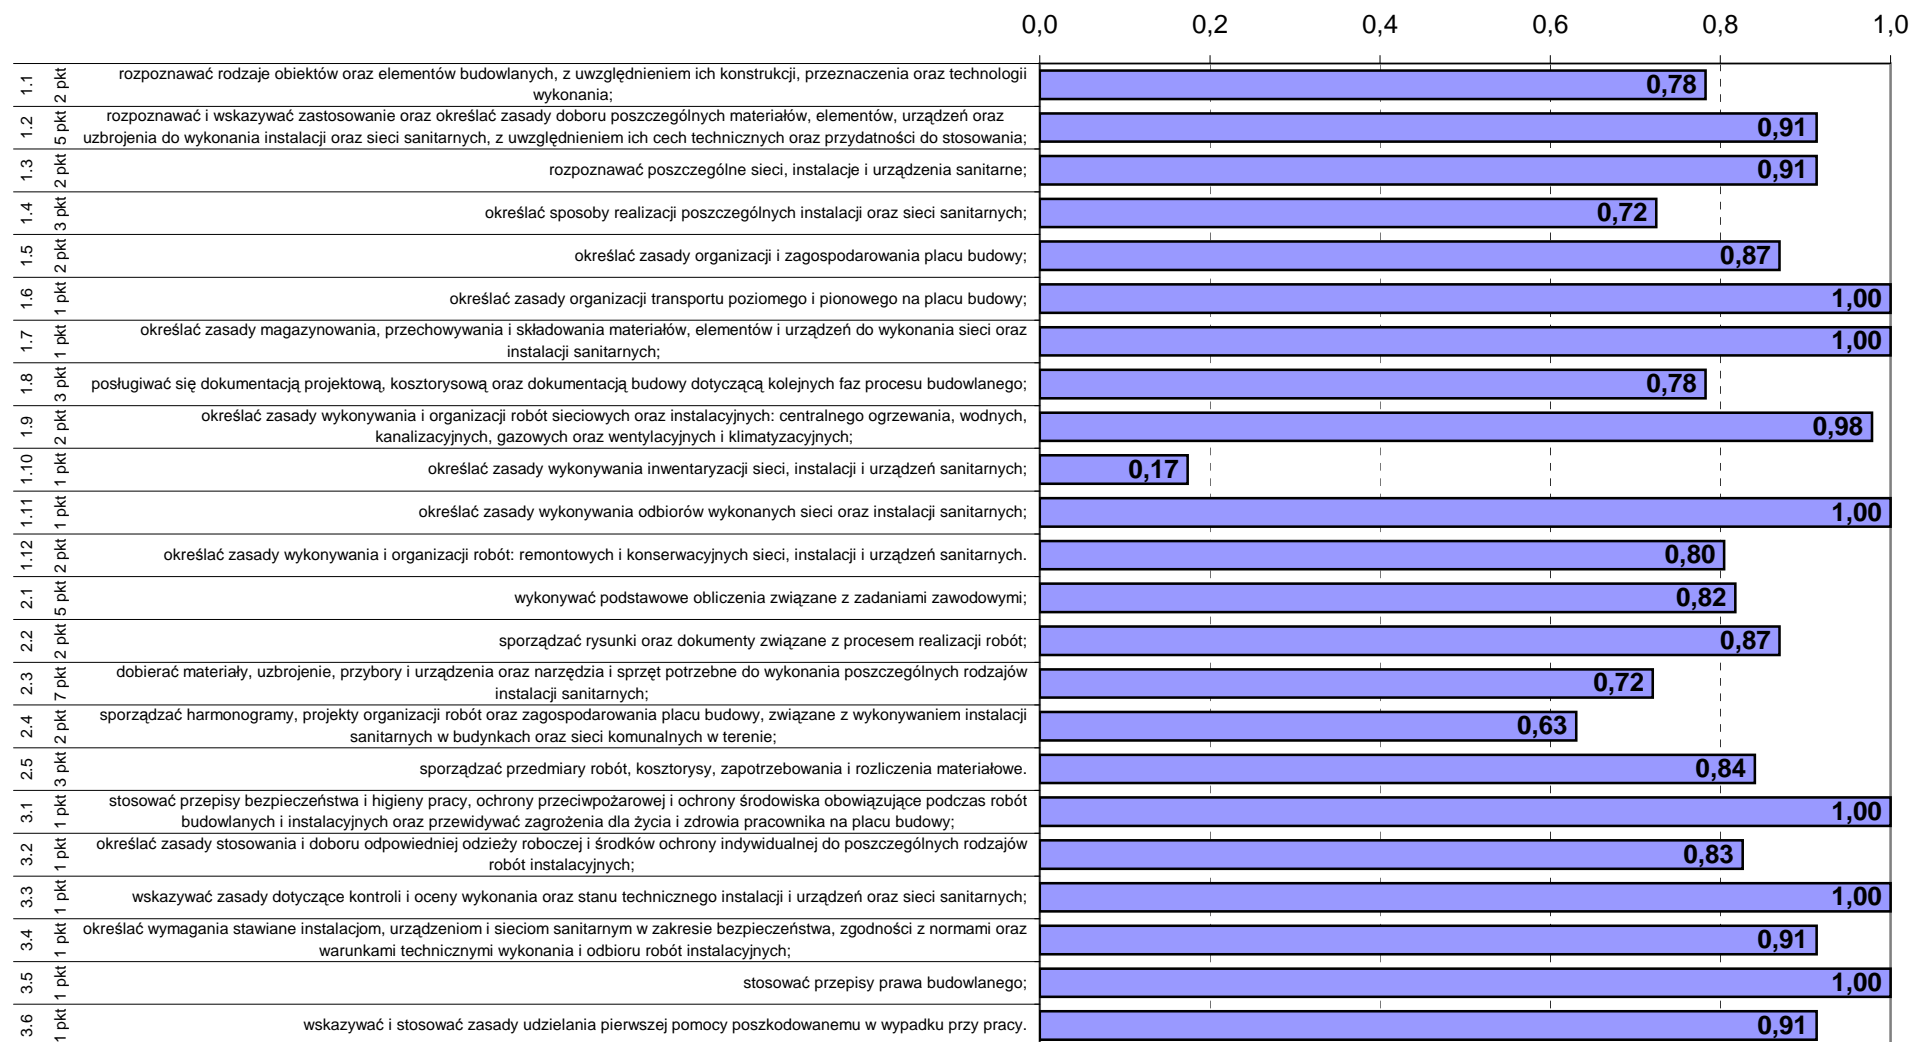 0,0 0,2 0,4 0,6 0,8 1,0
1.1 2 pkt rozpoznawać rodzaje obiektów oraz elementów budowlanych, z uwzględnieniem ich konstrukcji, przeznaczenia oraz technologii
wykonania; 0,78
1.2 5 pkt rozpoznawać i wskazywać zastosowanie oraz określać zasady doboru poszczególnych materiałów, elementów, urządzeń oraz
uzbrojenia do wykonania instalacji oraz sieci sanitarnych, z uwzględnieniem ich cech technicznych oraz przydatności do stosowania; 0,91
1.3 2 pkt rozpoznawać poszczególne sieci, instalacje i urządzenia sanitarne; 0,91
1.4 3 pkt określać sposoby realizacji poszczególnych instalacji oraz sieci sanitarnych; 0,72
1.5 2 pkt określać zasady organizacji i zagospodarowania placu budowy; 0,87
1.6 1 pkt określać zasady organizacji transportu poziomego i pionowego na placu budowy; 1,00
1.7 1 pkt określać zasady magazynowania, przechowywania i składowania materiałów, elementów i urządzeń do wykonania sieci oraz
instalacji sanitarnych; 1,00
1.8 3 pkt posługiwać się dokumentacją projektową, kosztorysową oraz dokumentacją budowy dotyczącą kolejnych faz procesu budowlanego; 0,78
1.9 2 pkt określać zasady wykonywania i organizacji robót sieciowych oraz instalacyjnych: centralnego ogrzewania, wodnych,
kanalizacyjnych, gazowych oraz wentylacyjnych i klimatyzacyjnych; 0,98
1.10 1 pkt określać zasady wykonywania inwentaryzacji sieci, instalacji i urządzeń sanitarnych; 0,17
1.11 1 pkt określać zasady wykonywania odbiorów wykonanych sieci oraz instalacji sanitarnych; 1,00
1.12 2 pkt określać zasady wykonywania i organizacji robót: remontowych i konserwacyjnych sieci, instalacji i urządzeń sanitarnych. 0,80
2.1 5 pkt wykonywać podstawowe obliczenia związane z zadaniami zawodowymi; 0,82
2.2 2 pkt sporządzać rysunki oraz dokumenty związane z procesem realizacji robót; 0,87
2.3 7 pkt dobierać materiały, uzbrojenie, przybory i urządzenia oraz narzędzia i sprzęt potrzebne do wykonania poszczególnych rodzajów
instalacji sanitarnych; 0,72
2.4 2 pkt sporządzać harmonogramy, projekty organizacji robót oraz zagospodarowania placu budowy, związane z wykonywaniem instalacji
sanitarnych w budynkach oraz sieci komunalnych w terenie; 0,63
2.5 3 pkt sporządzać przedmiary robót, kosztorysy, zapotrzebowania i rozliczenia materiałowe. 0,84
3.1 1 pkt stosować przepisy bezpieczeństwa i higieny pracy, ochrony przeciwpożarowej i ochrony środowiska obowiązujące podczas robót
budowlanych i instalacyjnych oraz przewidywać zagrożenia dla życia i zdrowia pracownika na placu budowy; 1,00
3.2 1 pkt określać zasady stosowania i doboru odpowiedniej odzieży roboczej i środków ochrony indywidualnej do poszczególnych rodzajów
robót instalacyjnych; 0,83
3.3 1 pkt wskazywać zasady dotyczące kontroli i oceny wykonania oraz stanu technicznego instalacji i urządzeń oraz sieci sanitarnych; 1,00
3.4 1 pkt określać wymagania stawiane instalacjom, urządzeniom i sieciom sanitarnym w zakresie bezpieczeństwa, zgodności z normami oraz
warunkami technicznymi wykonania i odbioru robót instalacyjnych; 0,91
3.5 1 pkt stosować przepisy prawa budowlanego; 1,00
3.6 1 pkt wskazywać i stosować zasady udzielania pierwszej pomocy poszkodowanemu w wypadku przy pracy. 0,91